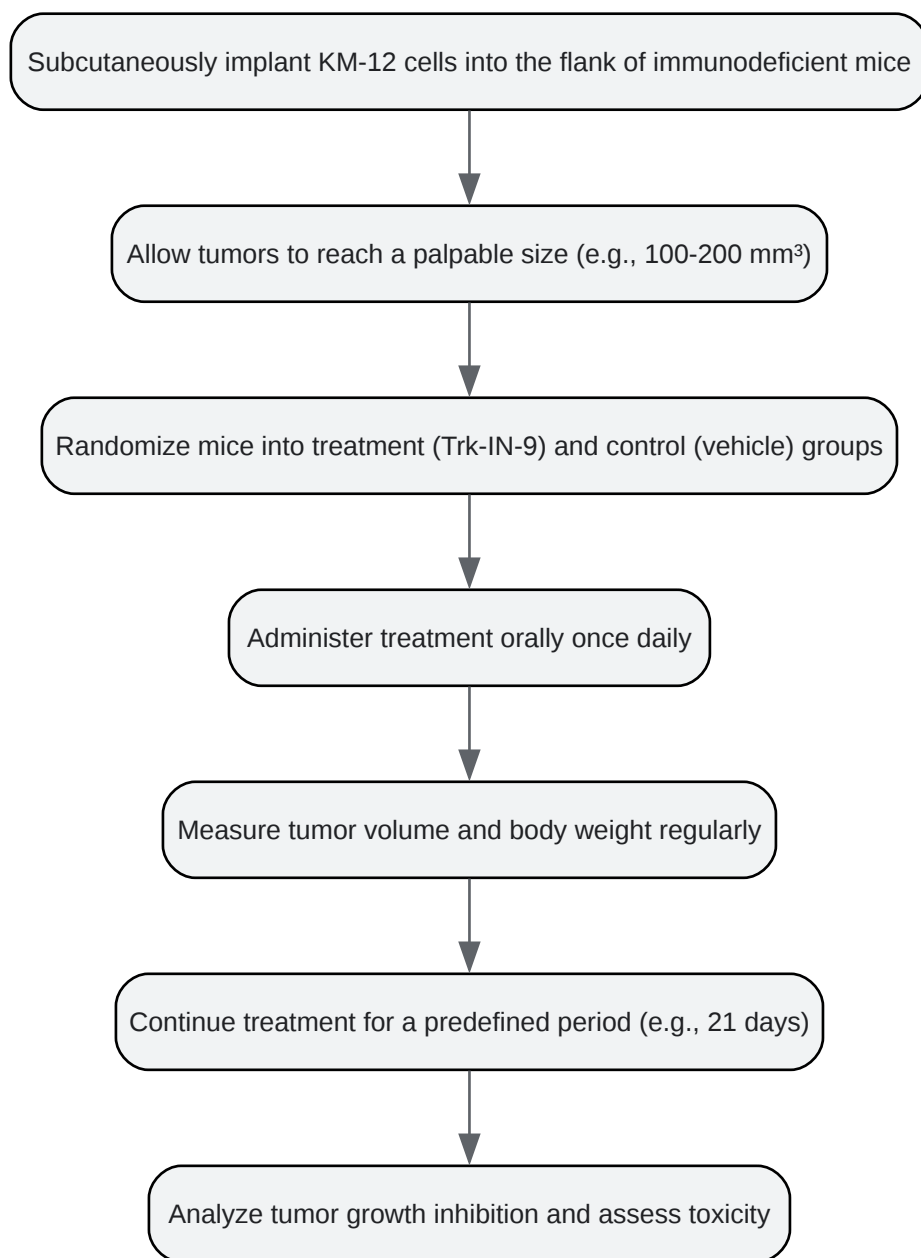 Subcutaneously implant KM-12 cells into the flank of immunodeficient mice
Allow tumors to reach a palpable size (e.g., 100-200 mm³)
Randomize mice into treatment (Trk-IN-9) and control (vehicle) groups
Administer treatment orally once daily
Measure tumor volume and body weight regularly
Continue treatment for a predefined period (e.g., 21 days)
Analyze tumor growth inhibition and assess toxicity